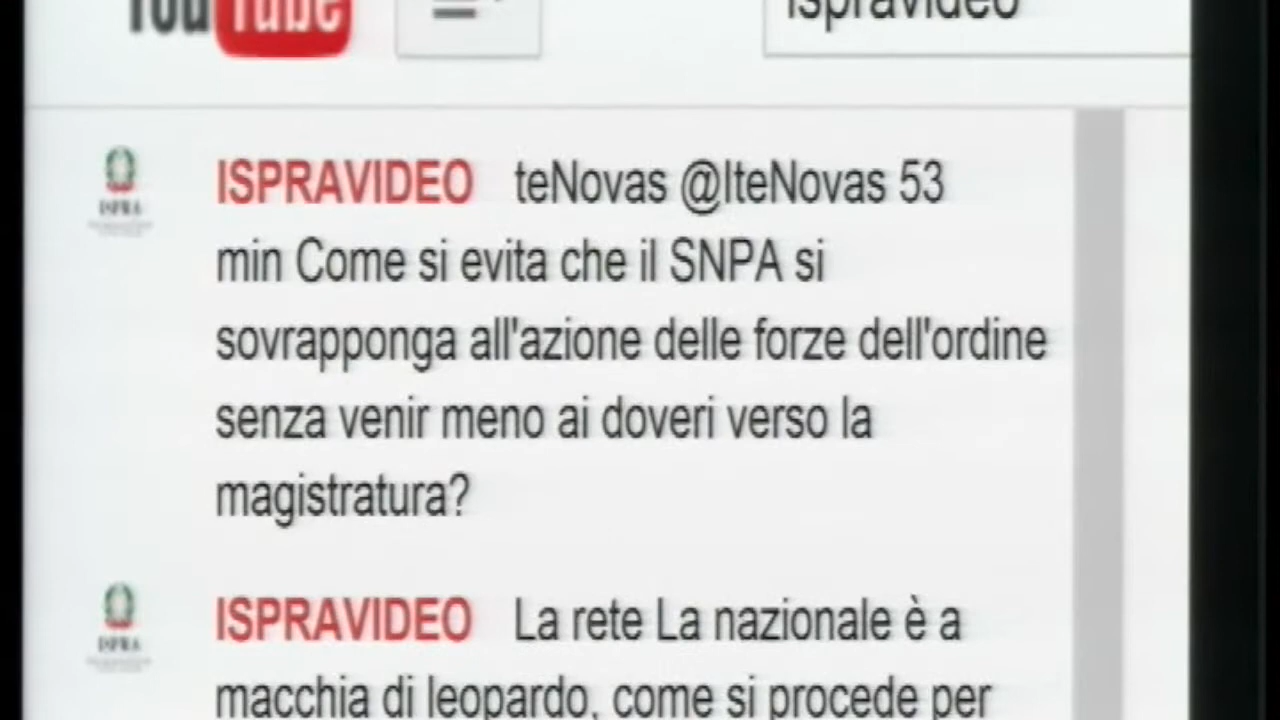 YouTube
ispravideo
ISPRAVIDEO teNovas @IteNovas 53
min Come si evita che il SNPA si
sovrapponga all'azione delle forze dell'ordine
senza venir meno ai doveri verso la
magistratura?
ISPRA
ISPRAVIDEO La rete La nazionale è a
macchia di leopardo, come si procede per
ISPRA